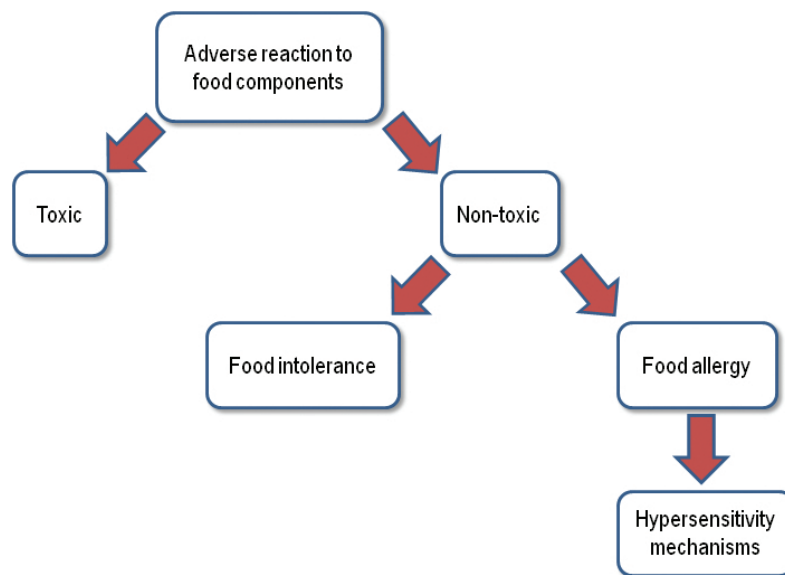 Adverse reaction to
food components
Toxic
Non-toxic
Food intolerance
Food allergy
Hypersensitivity
mechanisms